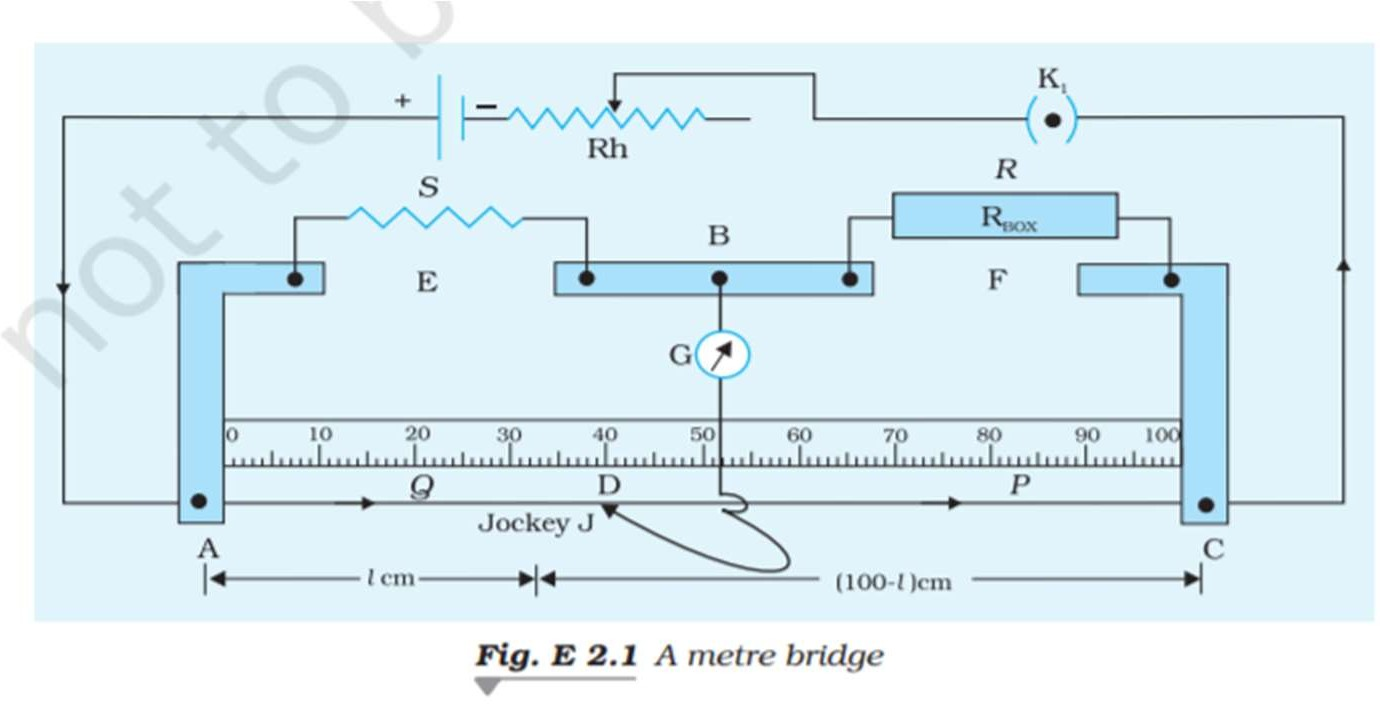 not to b
+ −
K₁
Rh
S
R
R_BOX
B
E
F
G
0 10 20 30 40 50 60 70 80 90 100
Q
D
P
Jockey J
A
C
l cm
(100-l)cm
Fig. E 2.1 A metre bridge